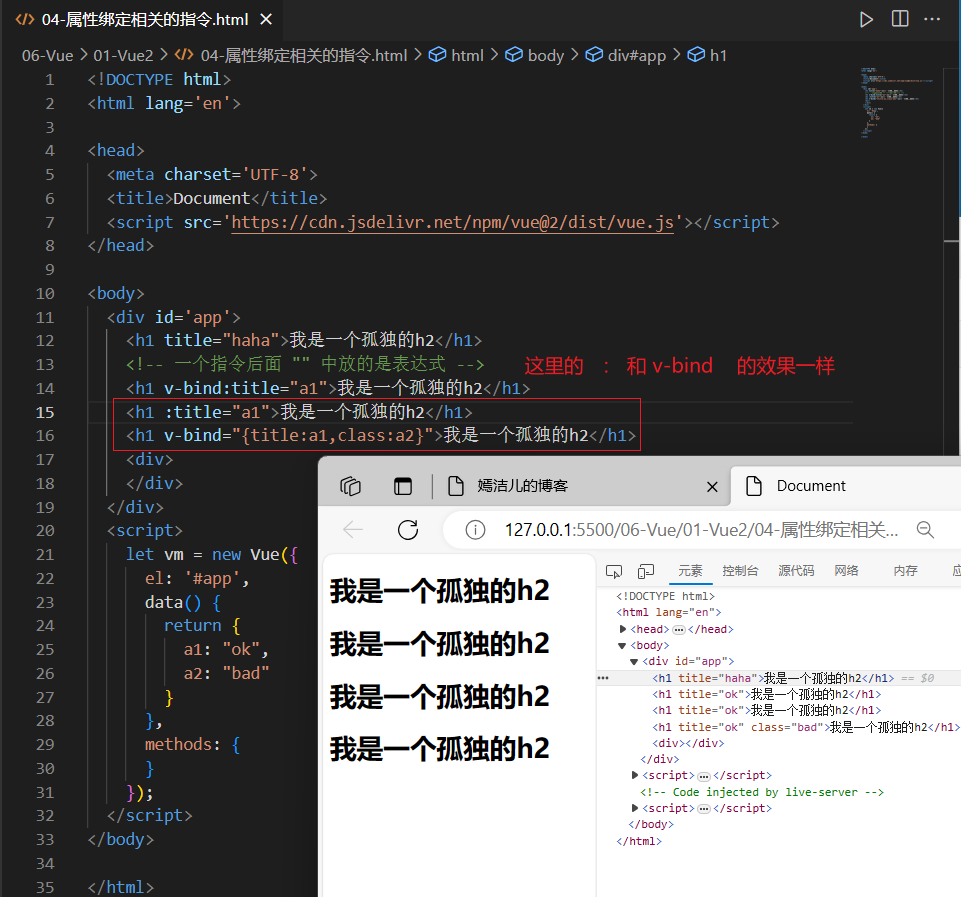 04-属性绑定相关的指令.html
06-Vue > 01-Vue2 > 04-属性绑定相关的指令.html > html > body > div#app > h1
1 <!DOCTYPE html>
2 <html lang='en'>
3
4 <head>
5 <meta charset='UTF-8'>
6 <title>Document</title>
7 <script src='https://cdn.jsdelivr.net/npm/vue@2/dist/vue.js'></script>
8 </head>
9
10 <body>
11 <div id='app'>
12 <h1 title="haha">我是一个孤独的h2</h1>
13 <!-- 一个指令后面 "" 中放的是表达式 --> 这里的 : 和 v-bind 的效果一样
14 <h1 v-bind:title="a1">我是一个孤独的h2</h1>
15 <h1 :title="a1">我是一个孤独的h2</h1>
16 <h1 v-bind="{title:a1,class:a2}">我是一个孤独的h2</h1>
17 <div>
18 </div>
19 </div>
20 <script>
21 let vm = new Vue({
22 el: '#app',
23 data() {
24 return {
25 a1: "ok",
26 a2: "bad"
27 }
28 },
29 methods: {
30 }
31 });
32 </script>
33 </body>
34
35 </html>
嫣洁儿的博客 Document
127.0.0.1:5500/06-Vue/01-Vue2/04-属性绑定相关...
我是一个孤独的h2
我是一个孤独的h2
我是一个孤独的h2
我是一个孤独的h2
元素 控制台 源代码 网络 内存 应
<!DOCTYPE html>
<html lang="en">
<head>…</head>
<body>
<div id="app">
<h1 title="haha">我是一个孤独的h2</h1> == $0
<h1 title="ok">我是一个孤独的h2</h1>
<h1 title="ok">我是一个孤独的h2</h1>
<h1 title="ok" class="bad">我是一个孤独的h2</h1>
<div></div>
</div>
<script>…</script>
<!-- Code injected by live-server -->
<script>…</script>
</body>
</html>